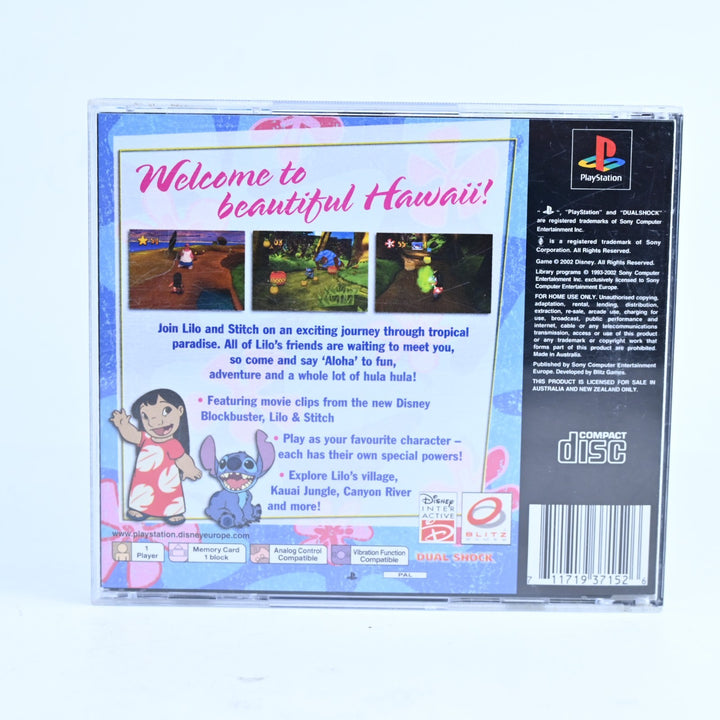 Welcome to
beautiful Hawaii!
Join Lilo and Stitch on an exciting journey through tropical
paradise. All of Lilo's friends are waiting to meet you,
so come and say 'Aloha' to fun,
adventure and a whole lot of hula hula!
• Featuring movie clips from the new Disney
Blockbuster, Lilo & Stitch
• Play as your favourite character –
each has their own special powers!
• Explore Lilo's village,
Kauai Jungle, Canyon River
and more!
www.playstation.disneyeurope.com
1
Player
Memory Card
1 block
Analog Control
Compatible
Vibration Function
Compatible
Disney
INTER
ACTIVE
BLITZ
GAMES
DUAL SHOCK
PAL
PlayStation
", "PlayStation" and "DUALSHOCK"
are registered trademarks of Sony Computer
Entertainment Inc.
is a registered trademark of Sony
Corporation. All Rights Reserved.
Game © 2002 Disney. All Rights Reserved.
Library programs © 1993-2002 Sony Computer
Entertainment Inc. exclusively licensed to Sony
Computer Entertainment Europe.
FOR HOME USE ONLY. Unauthorised copying,
adaptation, rental, lending, distribution,
extraction, re-sale, arcade use, charging for
use, broadcast, public performance and
internet, cable or any telecommunications
transmission, access or use of this product
or any trademark or copyright work that
forms part of this product are prohibited.
Made in Australia.
Published by Sony Computer Entertainment
Europe. Developed by Blitz Games.
THIS PRODUCT IS LICENSED FOR SALE IN
AUSTRALIA AND NEW ZEALAND ONLY.
COMPACT
disc
7 11719 37152 6